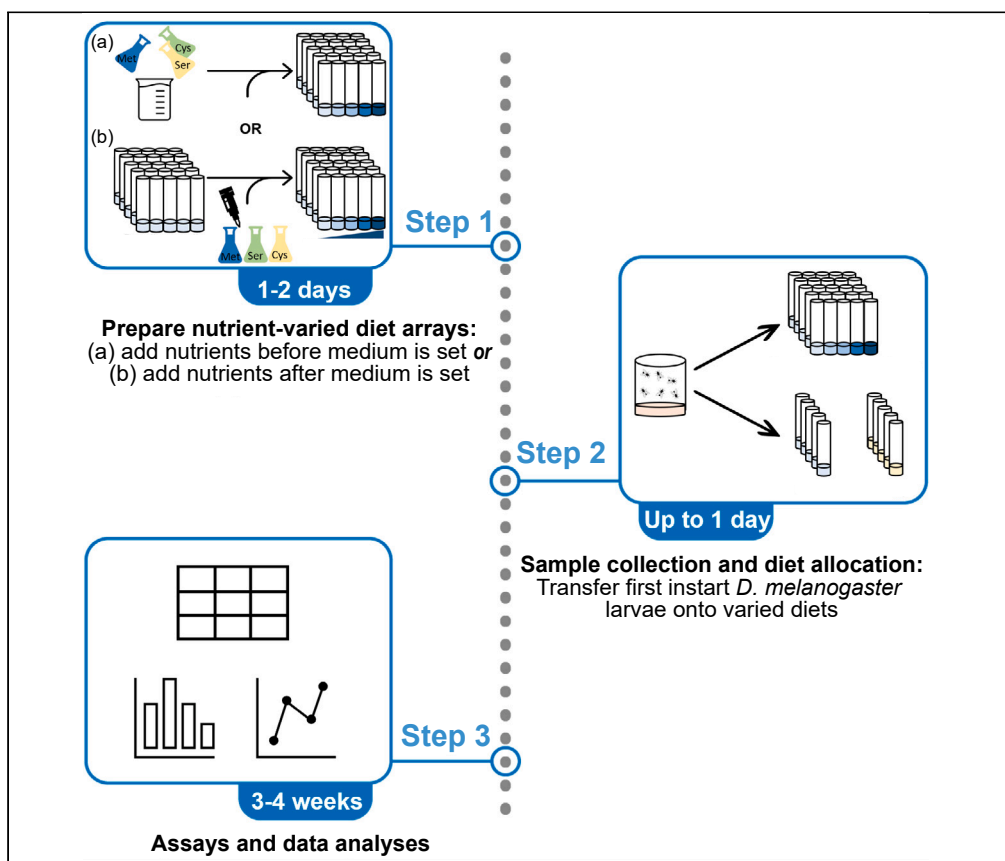 (a)
Met
Cys
Ser
OR
(b)
Met
Ser
Cys
Step 1
1-2 days
Prepare nutrient-varied diet arrays:
(a) add nutrients before medium is set or
(b) add nutrients after medium is set
Step 2
Up to 1 day
Sample collection and diet allocation:
Transfer first instart D. melanogaster
larvae onto varied diets
Step 3
3-4 weeks
Assays and data analyses